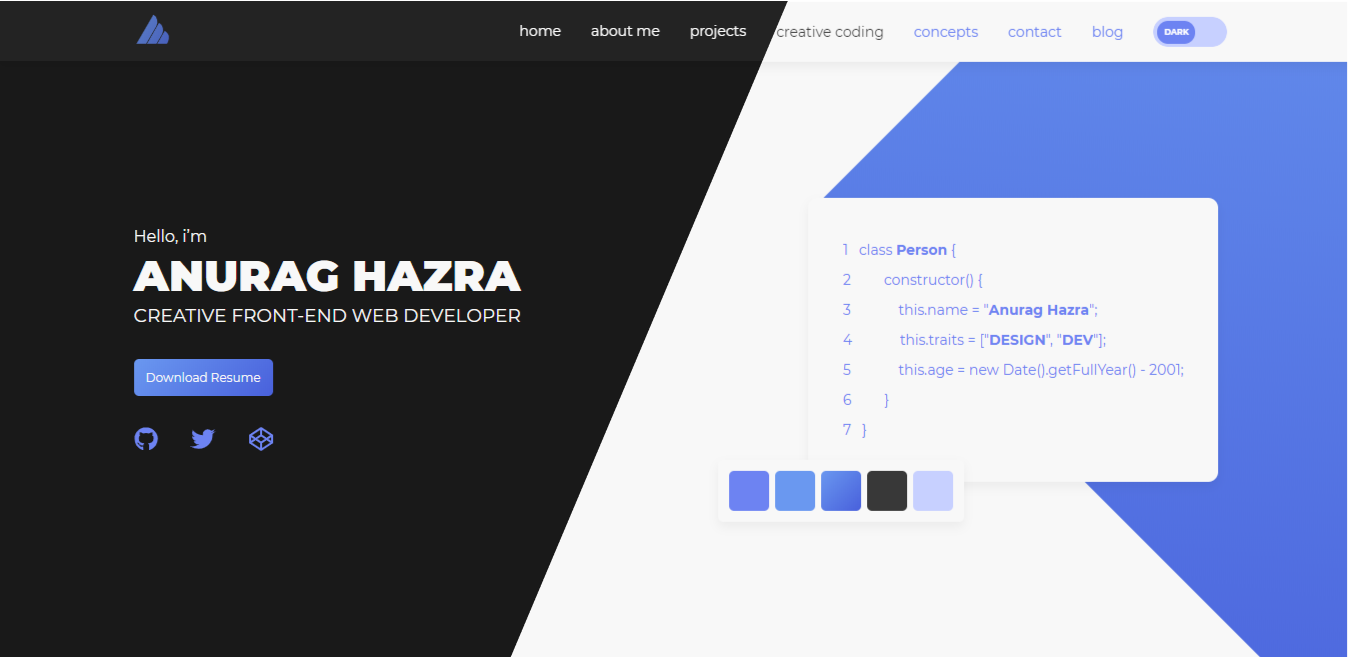 home about me projects creative coding concepts contact blog DARK
Hello, i'm
ANURAG HAZRA
CREATIVE FRONT-END WEB DEVELOPER
Download Resume
1 class Person {
2 constructor() {
3 this.name = "Anurag Hazra";
4 this.traits = ["DESIGN", "DEV"];
5 this.age = new Date().getFullYear() - 2001;
6 }
7 }